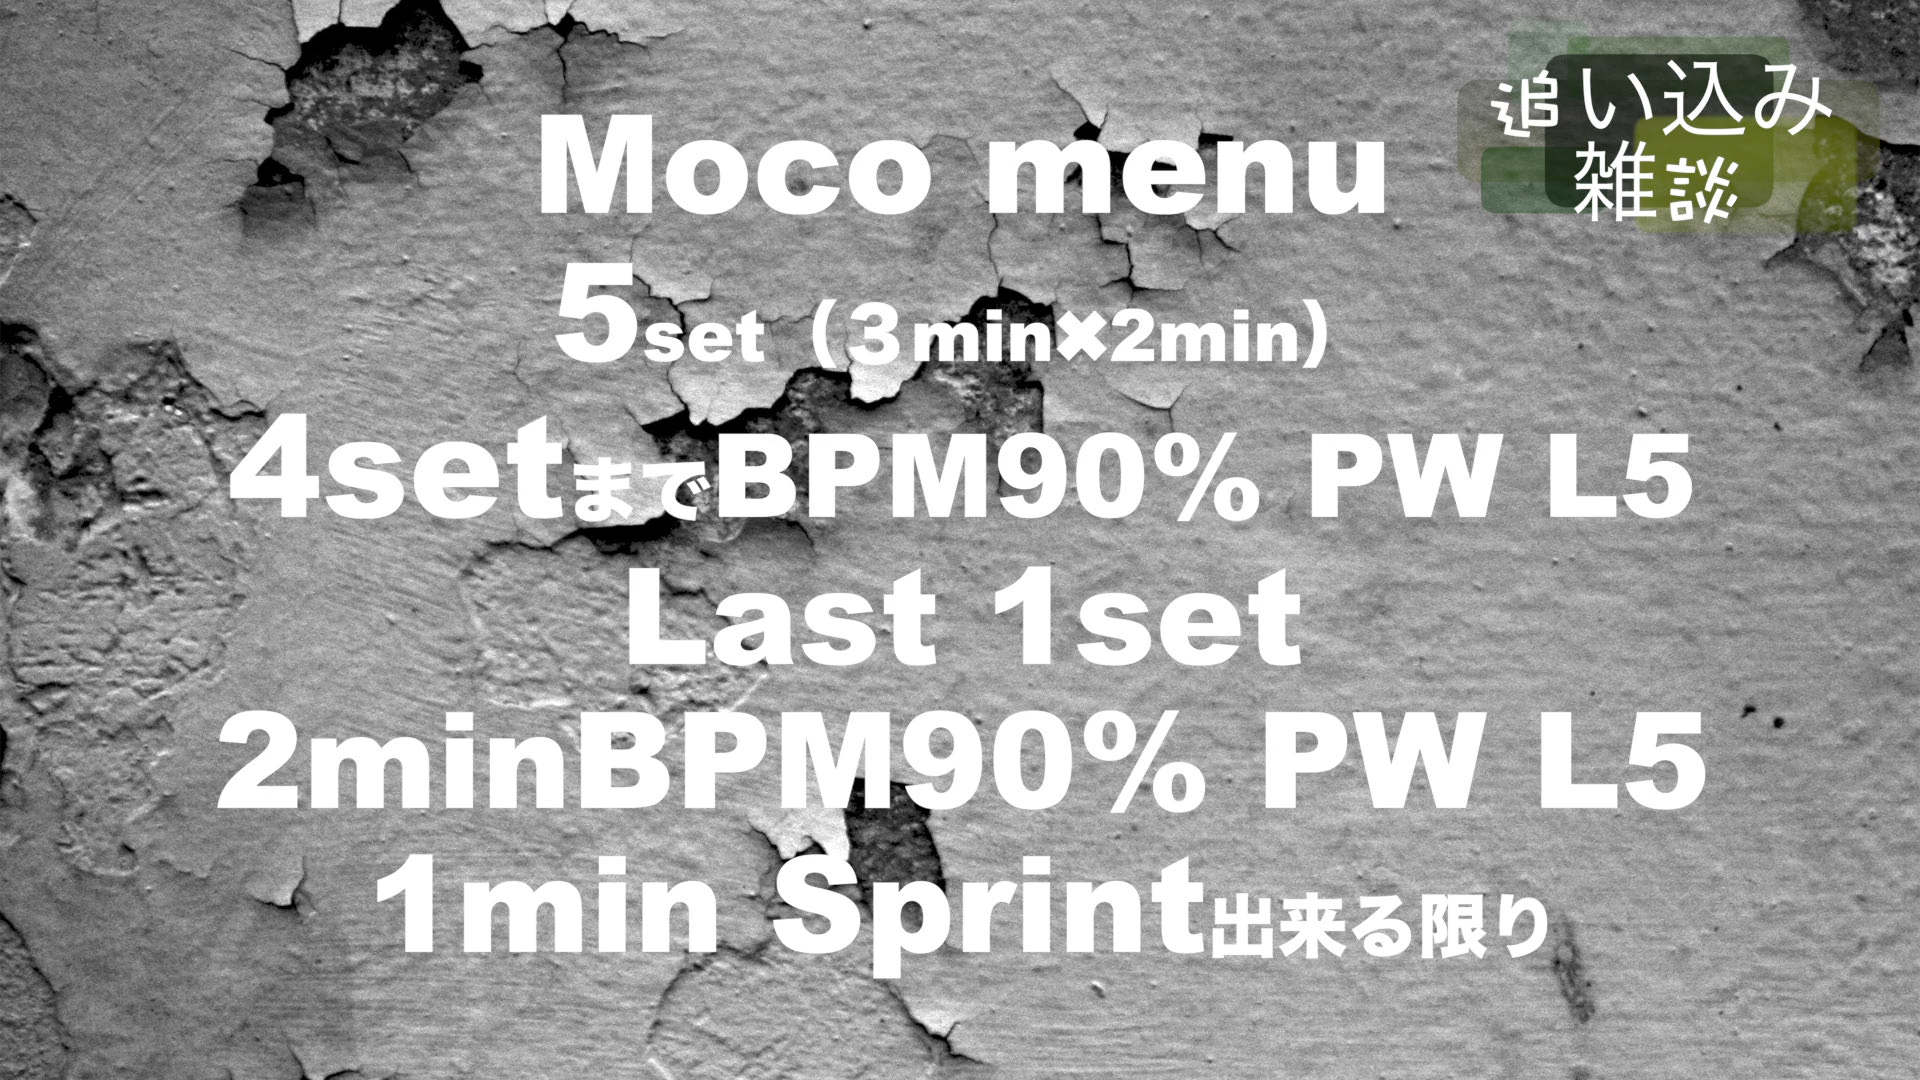 追い込み
雑談
Moco menu
5set（３min✖2min）
4setまでBPM90% PW L5
Last 1set
2minBPM90% PW L5
1min Sprint出来る限り